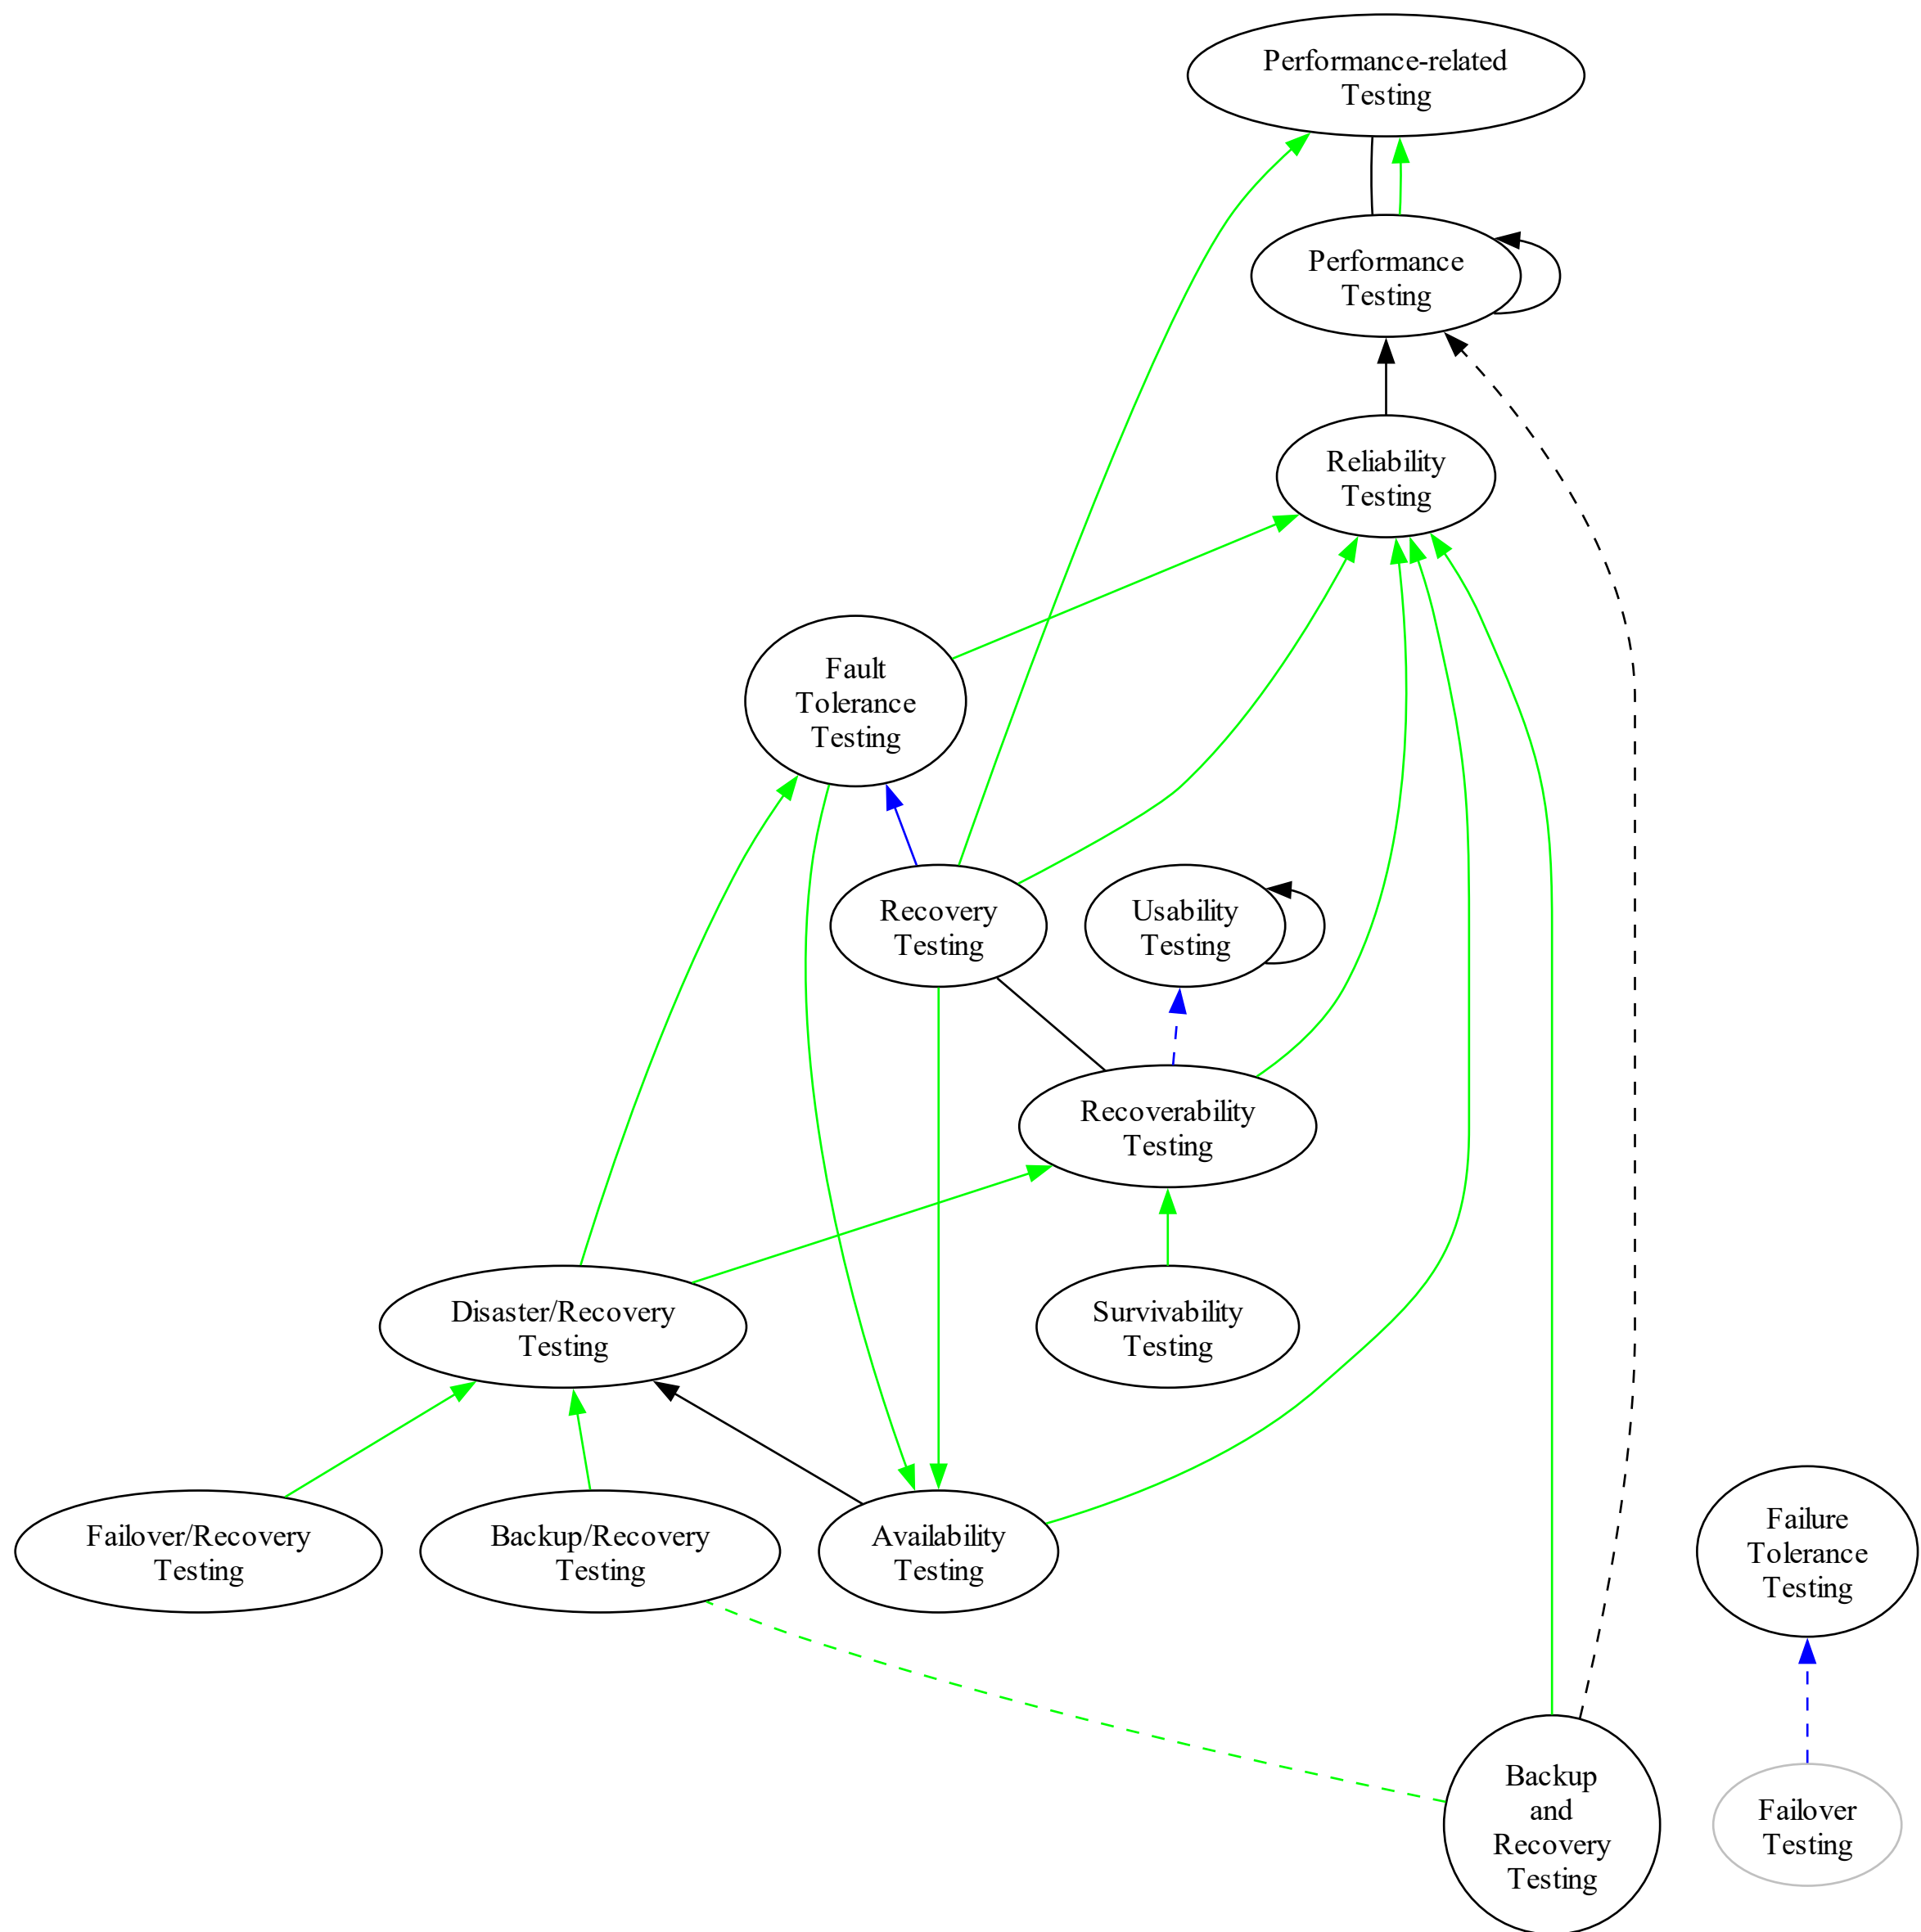 Performance-related
Testing
Performance
Testing
Reliability
Testing
Fault
Tolerance
Testing
Recovery
Testing
Usability
Testing
Recoverability
Testing
Disaster/Recovery
Testing
Survivability
Testing
Failover/Recovery
Testing
Backup/Recovery
Testing
Availability
Testing
Failure
Tolerance
Testing
Backup
and
Recovery
Testing
Failover
Testing